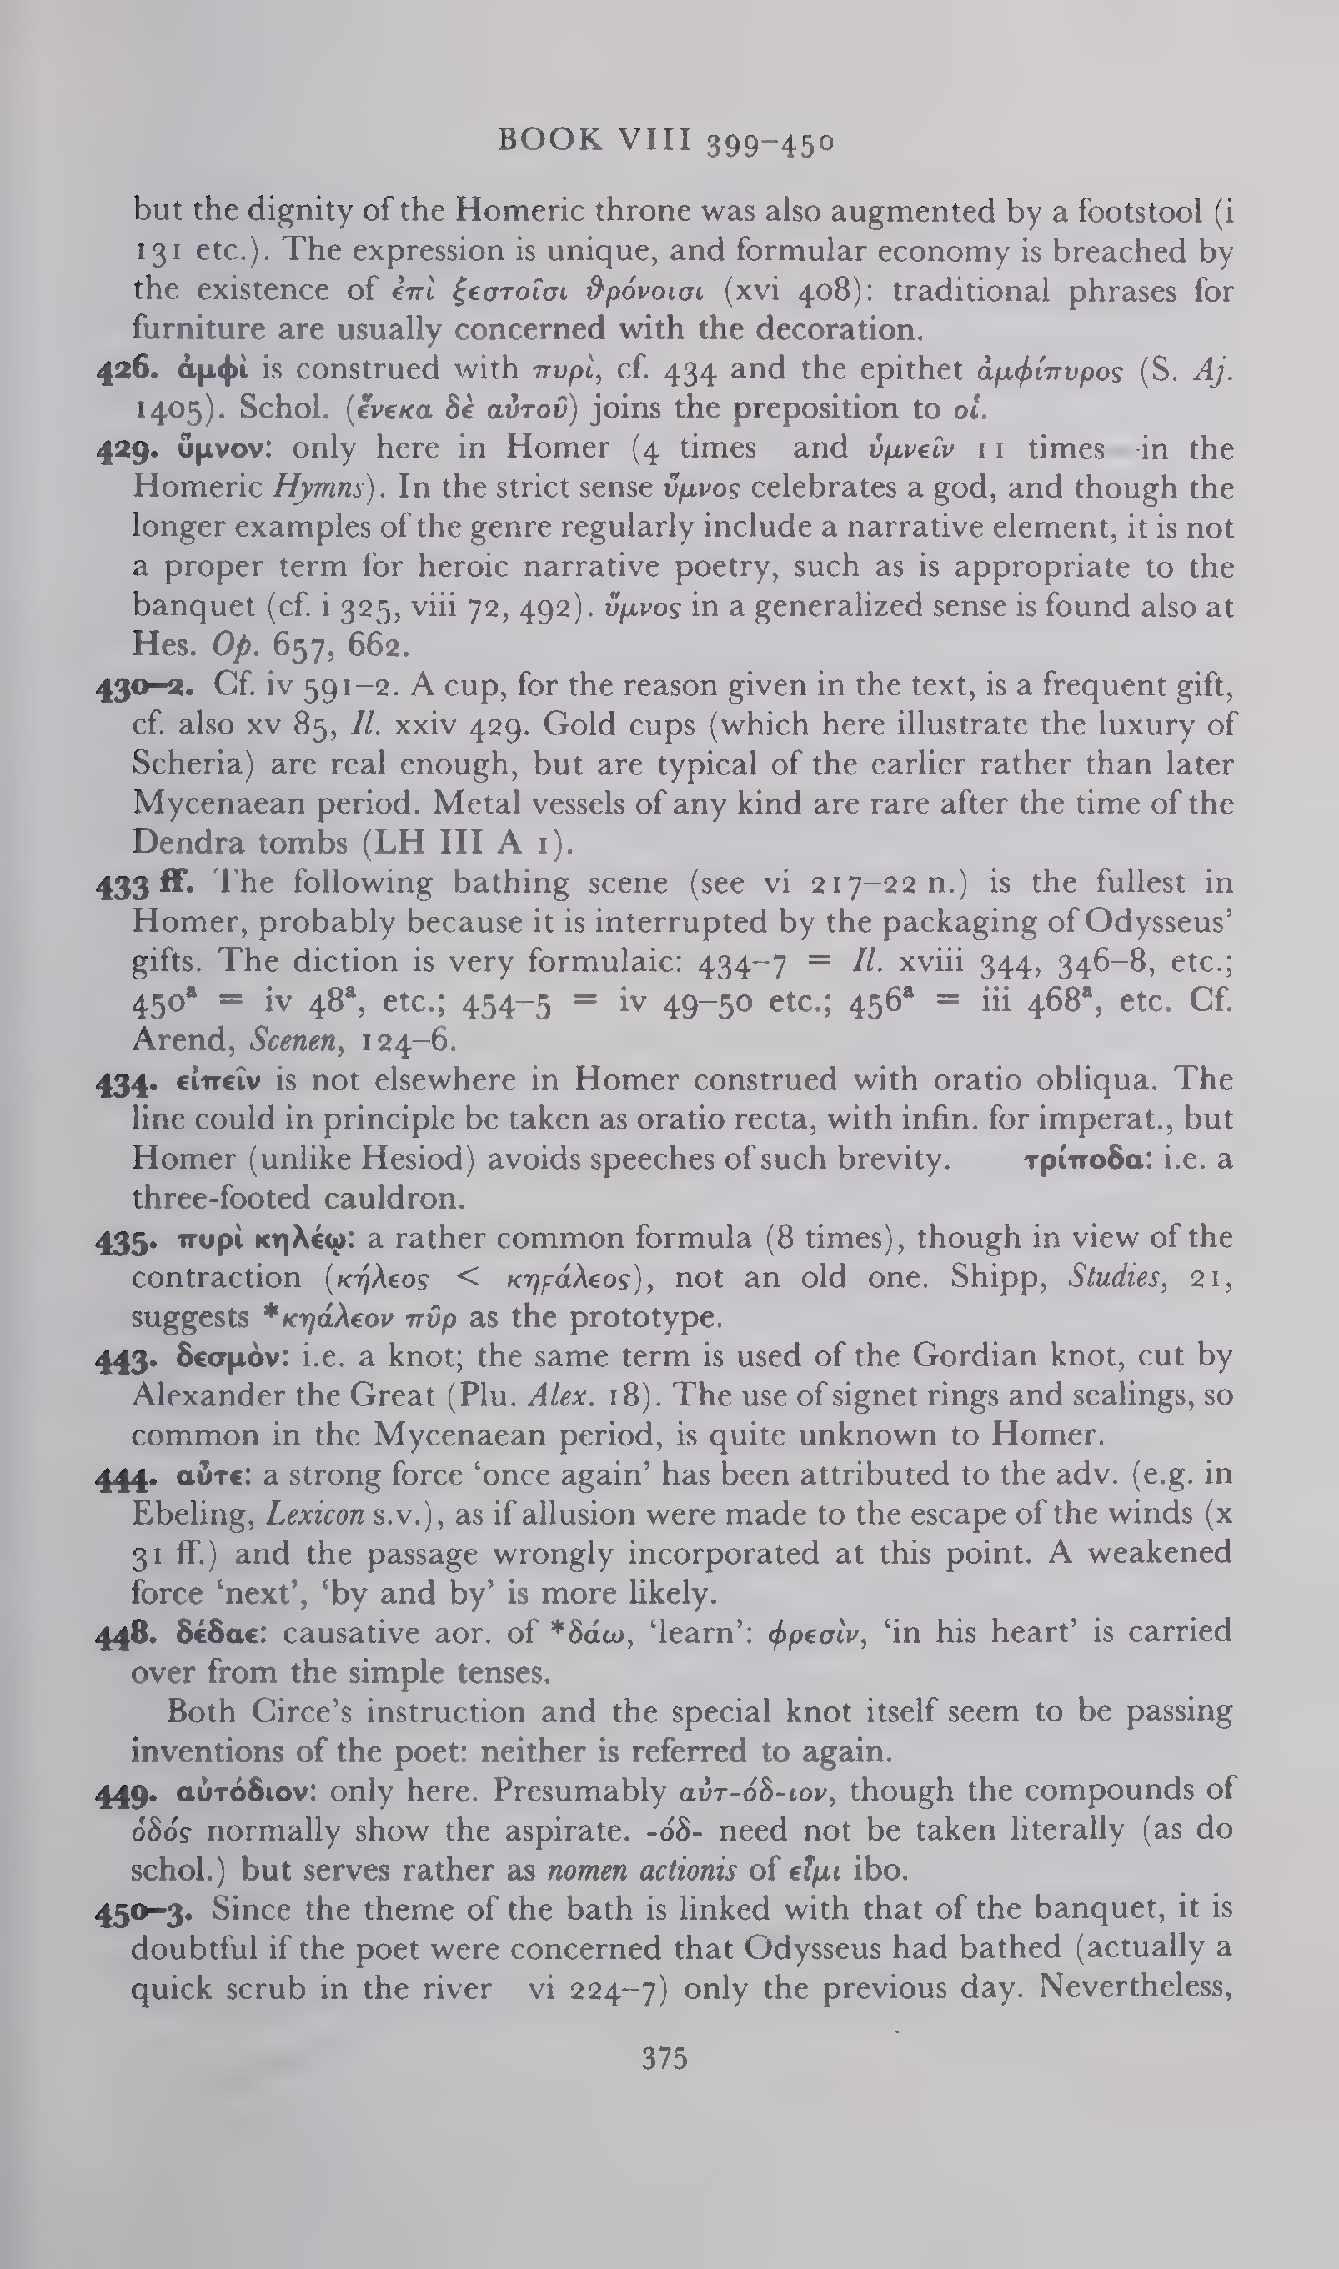 BOOK VIII 399–450
but the dignity of the Homeric throne was also augmented by a footstool (i
131 etc.). The expression is unique, and formular economy is breached by
the existence of ἐπὶ ξεστοῖσι θρόνοισι (xvi 408): traditional phrases for
furniture are usually concerned with the decoration.
426. ἀμφὶ is construed with πυρὶ, cf. 434 and the epithet ἀμφίπυρος (S. Aj.
1405). Schol. (ἕνεκα δὲ αὐτοῦ) joins the preposition to οἱ.
429. ὕμνον: only here in Homer (4 times and ὑμνεῖν 11 times -in the
Homeric Hymns). In the strict sense ὕμνος celebrates a god, and though the
longer examples of the genre regularly include a narrative element, it is not
a proper term for heroic narrative poetry, such as is appropriate to the
banquet (cf. i 325, viii 72, 492). ὕμνος in a generalized sense is found also at
Hes. Op. 657, 662.
430–2. Cf. iv 591–2. A cup, for the reason given in the text, is a frequent gift,
cf. also xv 85, Il. xxiv 429. Gold cups (which here illustrate the luxury of
Scheria) are real enough, but are typical of the earlier rather than later
Mycenaean period. Metal vessels of any kind are rare after the time of the
Dendra tombs (LH III A 1).
433 ff. The following bathing scene (see vi 217–22 n.) is the fullest in
Homer, probably because it is interrupted by the packaging of Odysseus’
gifts. The diction is very formulaic: 434–7 = Il. xviii 344, 346–8, etc.;
450ª = iv 48ª, etc.; 454–5 = iv 49–50 etc.; 456ª = iii 468ª, etc. Cf.
Arend, Scenen, 124–6.
434. εἰπεῖν is not elsewhere in Homer construed with oratio obliqua. The
line could in principle be taken as oratio recta, with infin. for imperat., but
Homer (unlike Hesiod) avoids speeches of such brevity. τρίποδα: i.e. a
three-footed cauldron.
435. πυρὶ κηλέῳ: a rather common formula (8 times), though in view of the
contraction (κήλεος < κηϝάλεος), not an old one. Shipp, Studies, 21,
suggests *κηάλεον πῦρ as the prototype.
443. δεσμὸν: i.e. a knot; the same term is used of the Gordian knot, cut by
Alexander the Great (Plu. Alex. 18). The use of signet rings and sealings, so
common in the Mycenaean period, is quite unknown to Homer.
444. αὖτε: a strong force ‘once again’ has been attributed to the adv. (e.g. in
Ebeling, Lexicon s.v.), as if allusion were made to the escape of the winds (x
31 ff.) and the passage wrongly incorporated at this point. A weakened
force ‘next’, ‘by and by’ is more likely.
448. δέδαε: causative aor. of *δάω, ‘learn’: φρεσὶν, ‘in his heart’ is carried
over from the simple tenses.
Both Circe’s instruction and the special knot itself seem to be passing
inventions of the poet: neither is referred to again.
449. αὐτόδιον: only here. Presumably αὐτ-όδ-ιον, though the compounds of
ὁδός normally show the aspirate. -όδ- need not be taken literally (as do
schol.) but serves rather as nomen actionis of εἶμι ibo.
450–3. Since the theme of the bath is linked with that of the banquet, it is
doubtful if the poet were concerned that Odysseus had bathed (actually a
quick scrub in the river vi 224–7) only the previous day. Nevertheless,
375